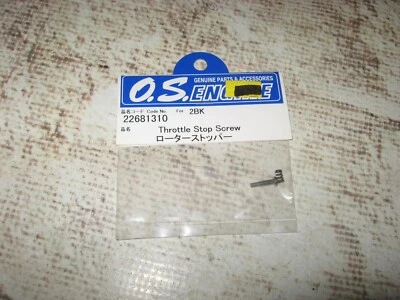 GENUINE PARTS & ACCESSORIES
O.S. ENGINE
品名コード Code No. For 2BK
22681310
品名 Throttle Stop Screw
ローターストッパー